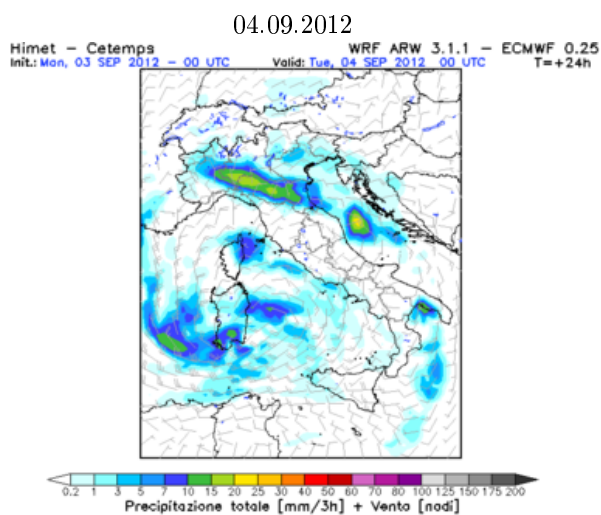 04.09.2012
Himet - Cetemps WRF ARW 3.1.1 - ECMWF 0.25
Init.: Mon, 03 SEP 2012 - 00 UTC Valid: Tue, 04 SEP 2012 00 UTC T=+24h
0.2 1 3 5 7 10 15 20 25 30 40 50 60 70 80 90 100 125 150 175 200
Precipitazione totale [mm/3h] + Vento [nodi]